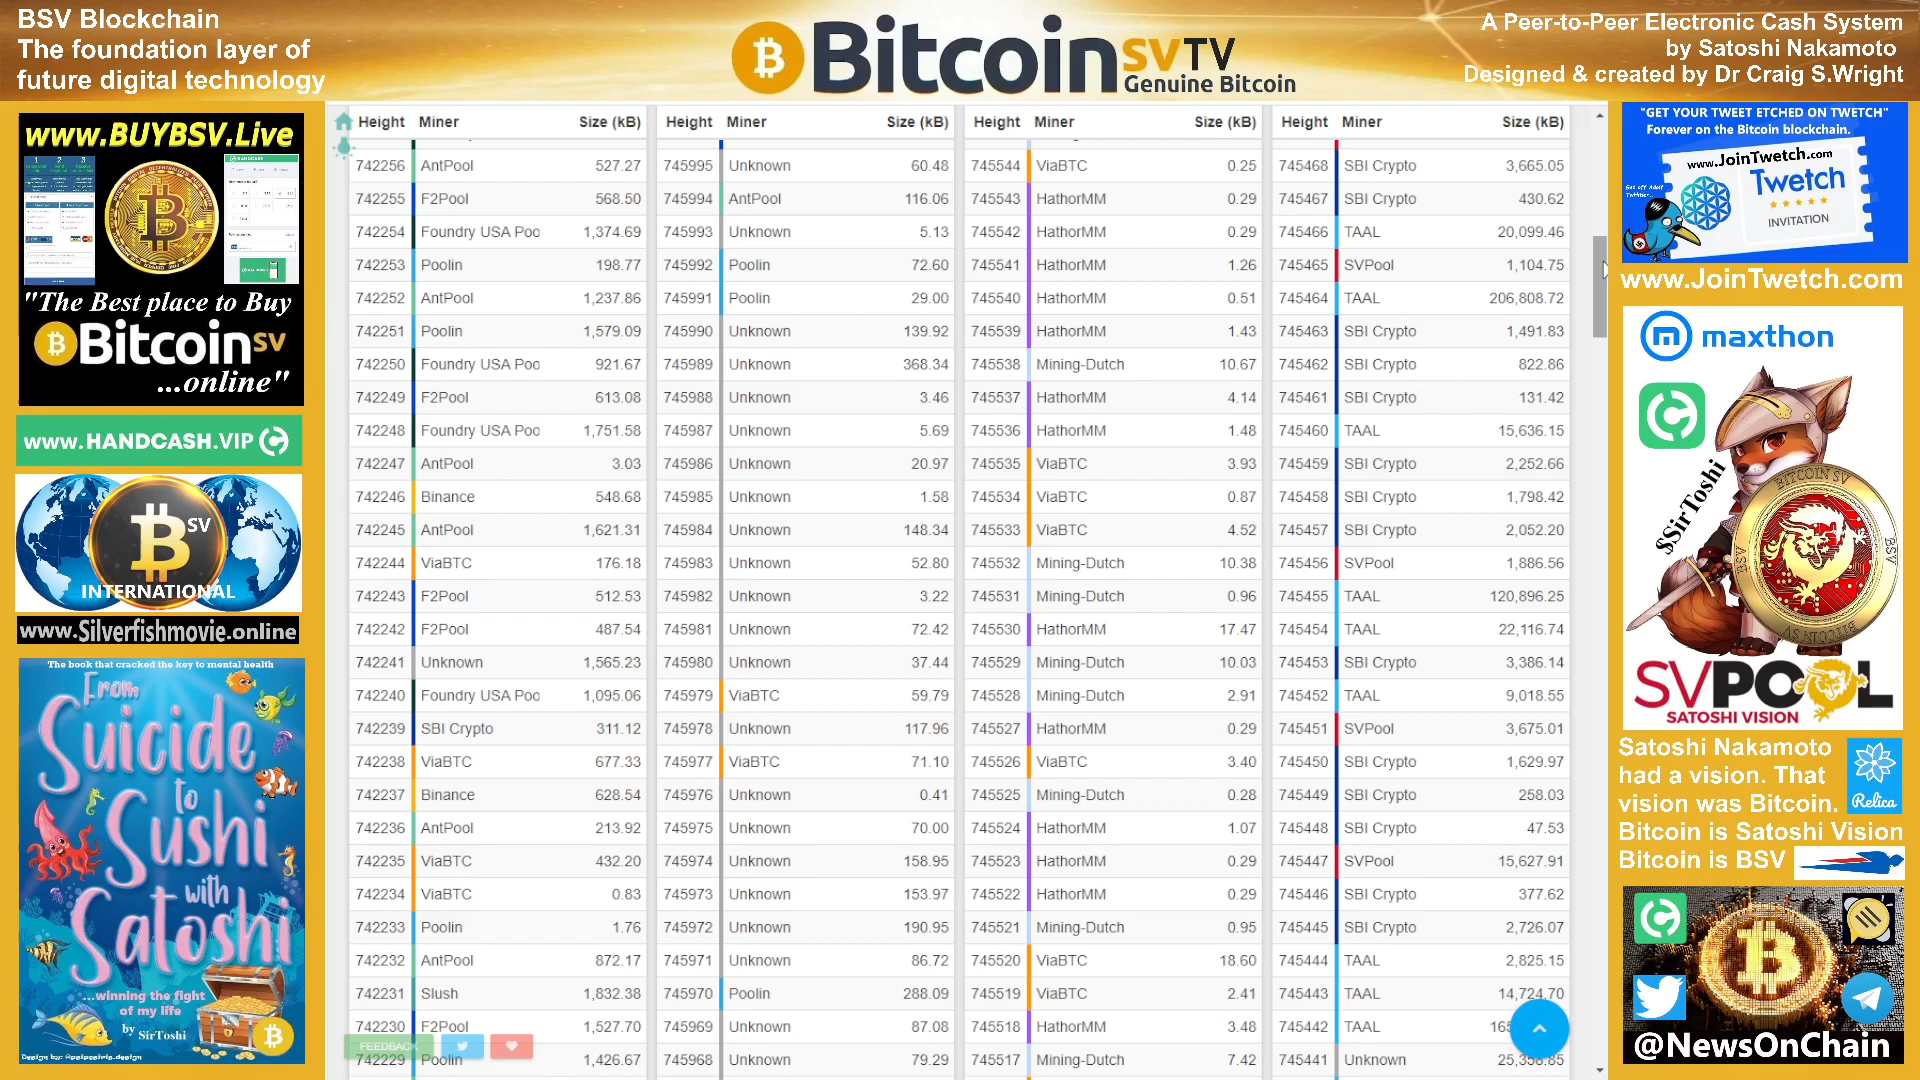 BSV Blockchain
The foundation layer of
future digital technology
Bitcoin SVTV
Genuine Bitcoin
A Peer-to-Peer Electronic Cash System
by Satoshi Nakamoto
Designed & created by Dr Craig S.Wright
www.BUYBSV.Live
"The Best place to Buy
Bitcoin SV
...online"
www.HANDCASH.VIP
B SV
INTERNATIONAL
www.Silverfishmovie.online
The book that cracked the key to mental health
From
Suicide
to
Sushi
with
Satoshi
...winning the fight
of my life
by SirToshi
Height Miner Size (kB) Height Miner Size (kB) Height Miner Size (kB) Height Miner Size (kB)
742256 AntPool 527.27 745995 Unknown 60.48 745544 ViaBTC 0.25 745468 SBI Crypto 3,665.05
742255 F2Pool 568.50 745994 AntPool 116.06 745543 HathorMM 0.29 745467 SBI Crypto 430.62
742254 Foundry USA Poo 1,374.69 745993 Unknown 5.13 745542 HathorMM 0.29 745466 TAAL 20,099.46
742253 Poolin 198.77 745992 Poolin 72.60 745541 HathorMM 1.26 745465 SVPool 1,104.75
742252 AntPool 1,237.86 745991 Poolin 29.00 745540 HathorMM 0.51 745464 TAAL 206,808.72
742251 Poolin 1,579.09 745990 Unknown 139.92 745539 HathorMM 1.43 745463 SBI Crypto 1,491.83
742250 Foundry USA Poo 921.67 745989 Unknown 368.34 745538 Mining-Dutch 10.67 745462 SBI Crypto 822.86
742249 F2Pool 613.08 745988 Unknown 3.46 745537 HathorMM 4.14 745461 SBI Crypto 131.42
742248 Foundry USA Poo 1,751.58 745987 Unknown 5.69 745536 HathorMM 1.48 745460 TAAL 15,636.15
742247 AntPool 3.03 745986 Unknown 20.97 745535 ViaBTC 3.93 745459 SBI Crypto 2,252.66
742246 Binance 548.68 745985 Unknown 1.58 745534 ViaBTC 0.87 745458 SBI Crypto 1,798.42
742245 AntPool 1,621.31 745984 Unknown 148.34 745533 ViaBTC 4.52 745457 SBI Crypto 2,052.20
742244 ViaBTC 176.18 745983 Unknown 52.80 745532 Mining-Dutch 10.38 745456 SVPool 1,886.56
742243 F2Pool 512.53 745982 Unknown 3.22 745531 Mining-Dutch 0.96 745455 TAAL 120,896.25
742242 F2Pool 487.54 745981 Unknown 72.42 745530 HathorMM 17.47 745454 TAAL 22,116.74
742241 Unknown 1,565.23 745980 Unknown 37.44 745529 Mining-Dutch 10.03 745453 SBI Crypto 3,386.14
742240 Foundry USA Poo 1,095.06 745979 ViaBTC 59.79 745528 Mining-Dutch 2.91 745452 TAAL 9,018.55
742239 SBI Crypto 311.12 745978 Unknown 117.96 745527 HathorMM 0.29 745451 SVPool 3,675.01
742238 ViaBTC 677.33 745977 ViaBTC 71.10 745526 ViaBTC 3.40 745450 SBI Crypto 1,629.97
742237 Binance 628.54 745976 Unknown 0.41 745525 Mining-Dutch 0.28 745449 SBI Crypto 258.03
742236 AntPool 213.92 745975 Unknown 70.00 745524 HathorMM 1.07 745448 SBI Crypto 47.53
742235 ViaBTC 432.20 745974 Unknown 158.95 745523 HathorMM 0.29 745447 SVPool 15,627.91
742234 ViaBTC 0.83 745973 Unknown 153.97 745522 HathorMM 0.29 745446 SBI Crypto 377.62
742233 Poolin 1.76 745972 Unknown 190.95 745521 Mining-Dutch 0.95 745445 SBI Crypto 2,726.07
742232 AntPool 872.17 745971 Unknown 86.72 745520 ViaBTC 18.60 745444 TAAL 2,825.15
742231 Slush 1,832.38 745970 Poolin 288.09 745519 ViaBTC 2.41 745443 TAAL 14,724.70
742230 F2Pool 1,527.70 745969 Unknown 87.08 745518 HathorMM 3.48 745442 TAAL
742229 Poolin 1,426.67 745968 Unknown 79.29 745517 Mining-Dutch 7.42 745441 Unknown
FEEDBACK
"GET YOUR TWEET ETCHED ON TWETCH"
Forever on the Bitcoin blockchain.
www.JoinTwetch.com
Twetch
INVITATION
www.JoinTwetch.com
maxthon
$SirToshi
BITCOIN SV
BSV
BSV
SVPOOL
SATOSHI VISION
Satoshi Nakamoto
had a vision. That
vision was Bitcoin.
Relica
Bitcoin is Satoshi Vision
Bitcoin is BSV
@NewsOnChain